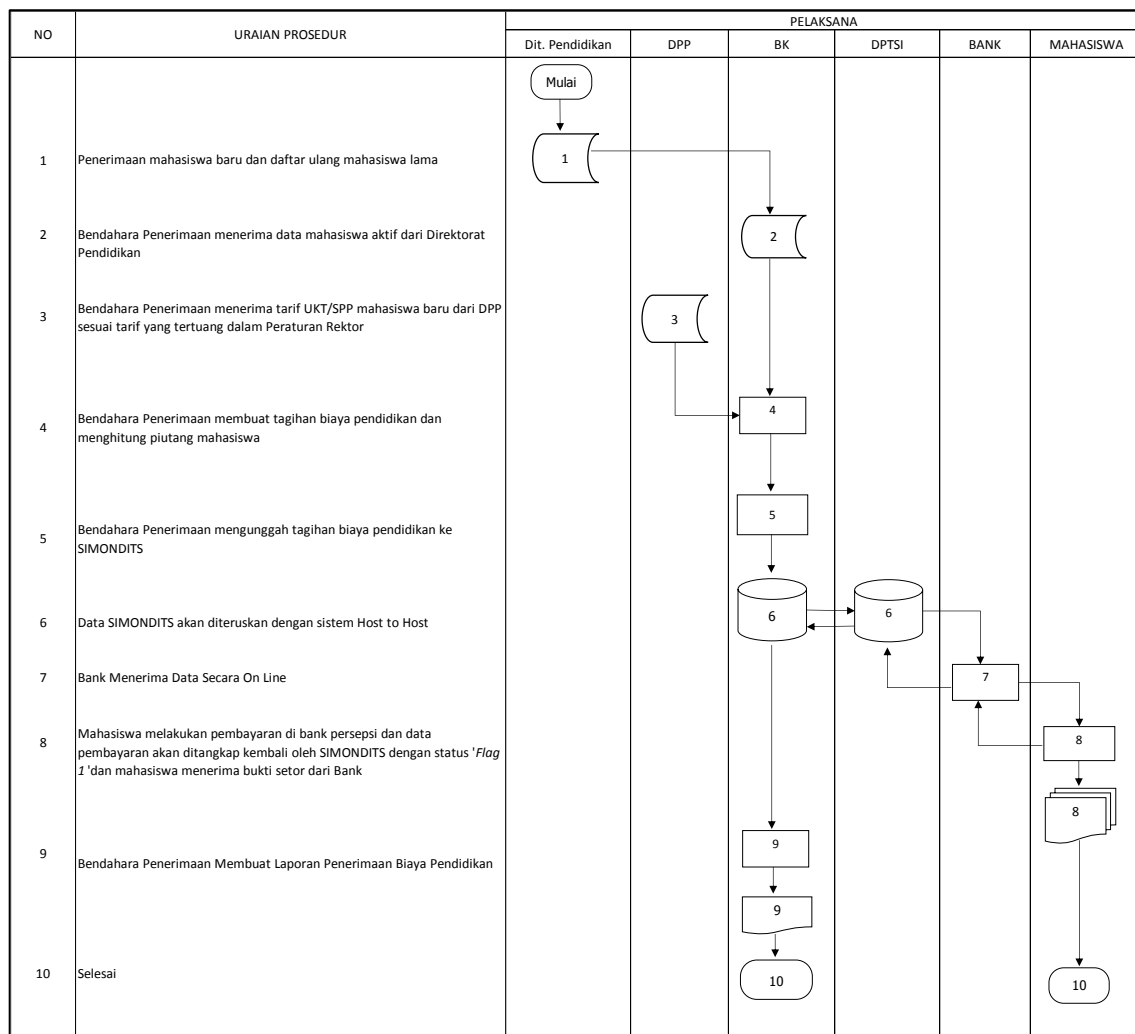 NO
URAIAN PROSEDUR
PELAKSANA
Dit. Pendidikan
DPP
BK
DPTSI
BANK
MAHASISWA
Mulai
1
Penerimaan mahasiswa baru dan daftar ulang mahasiswa lama
1
2
Bendahara Penerimaan menerima data mahasiswa aktif dari Direktorat
Pendidikan
2
3
Bendahara Penerimaan menerima tarif UKT/SPP mahasiswa baru dari DPP
sesuai tarif yang tertuang dalam Peraturan Rektor
3
4
Bendahara Penerimaan membuat tagihan biaya pendidikan dan
menghitung piutang mahasiswa
4
5
Bendahara Penerimaan mengunggah tagihan biaya pendidikan ke
SIMONDITS
5
6
Data SIMONDITS akan diteruskan dengan sistem Host to Host
6
6
7
Bank Menerima Data Secara On Line
7
8
Mahasiswa melakukan pembayaran di bank persepsi dan data
pembayaran akan ditangkap kembali oleh SIMONDITS dengan status 'Flag
1 'dan mahasiswa menerima bukti setor dari Bank
8
8
9
Bendahara Penerimaan Membuat Laporan Penerimaan Biaya Pendidikan
9
9
10
Selesai
10
10